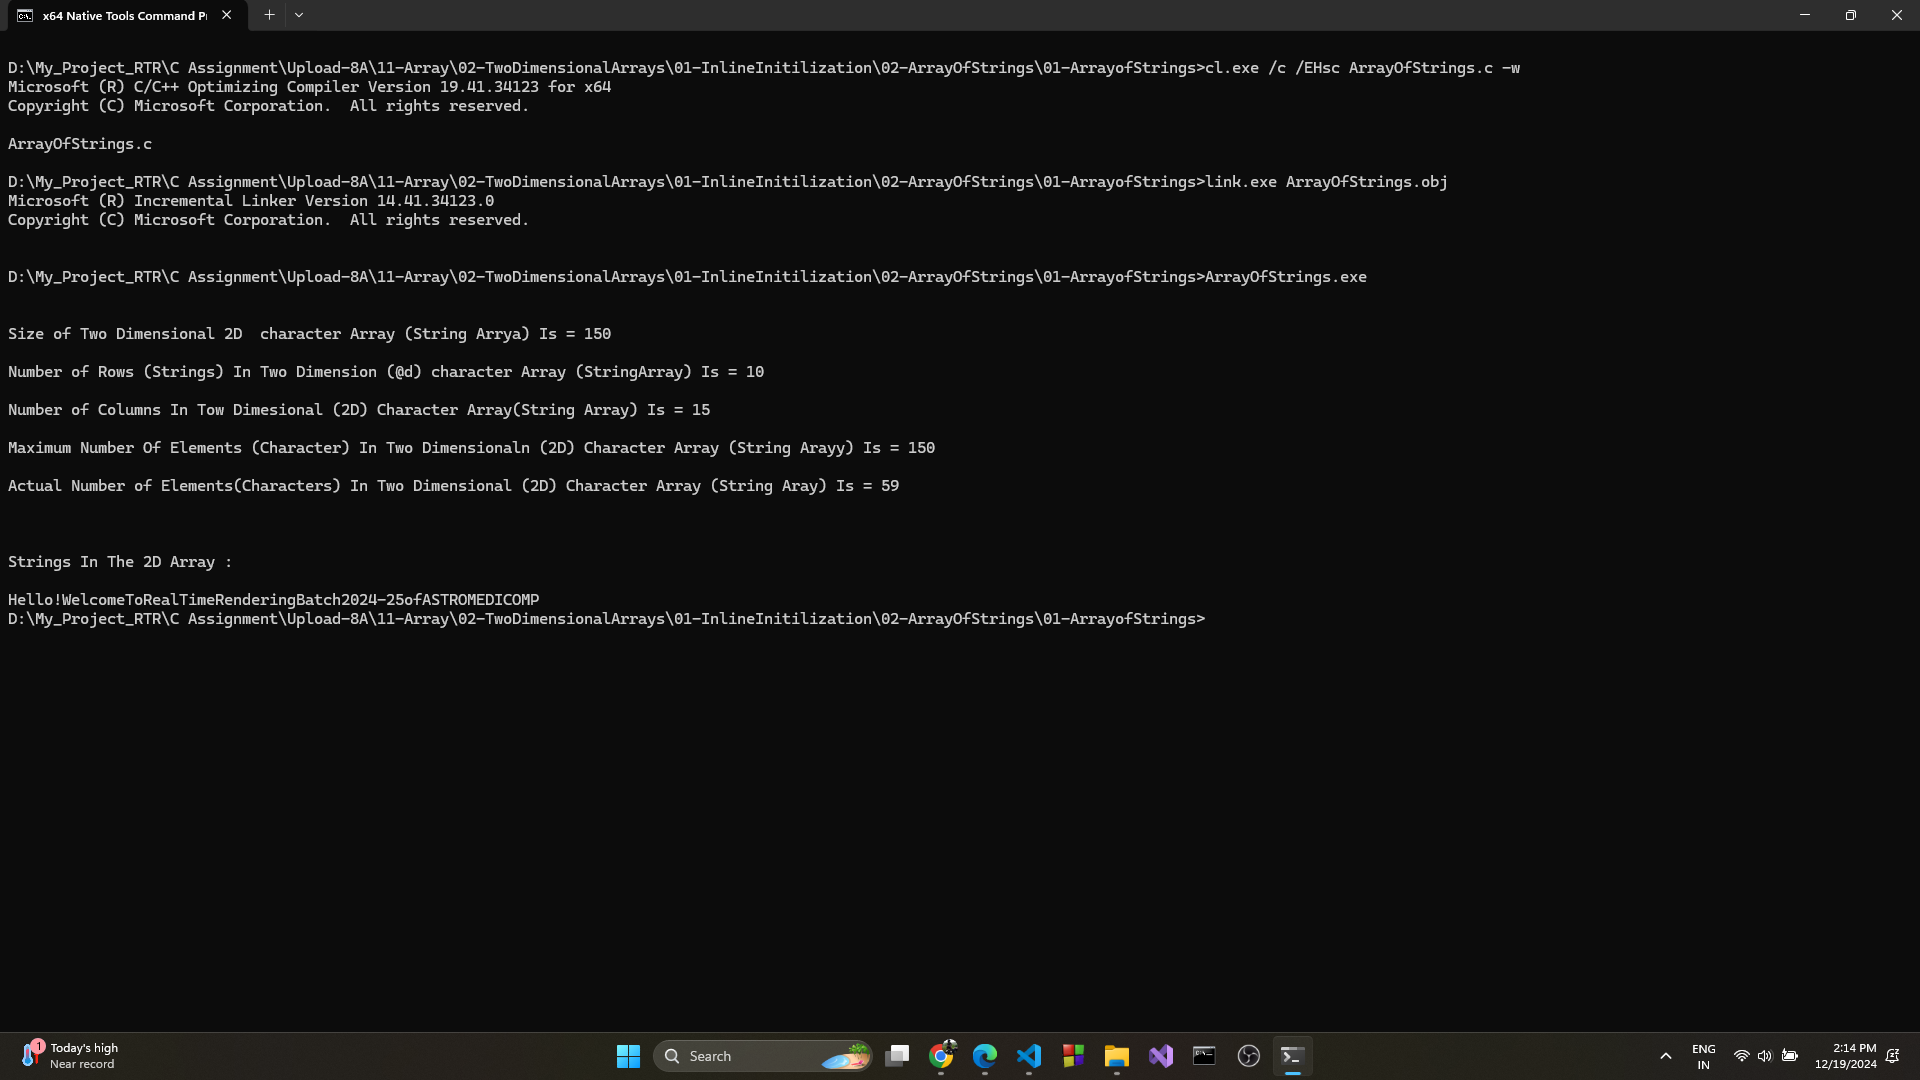 x64 Native Tools Command P
D:\My_Project_RTR\C Assignment\Upload-8A\11-Array\02-TwoDimensionalArrays\01-InlineInitilization\02-ArrayOfStrings\01-ArrayofStrings>cl.exe /c /EHsc ArrayOfStrings.c -w
Microsoft (R) C/C++ Optimizing Compiler Version 19.41.34123 for x64
Copyright (C) Microsoft Corporation.  All rights reserved.
ArrayOfStrings.c
D:\My_Project_RTR\C Assignment\Upload-8A\11-Array\02-TwoDimensionalArrays\01-InlineInitilization\02-ArrayOfStrings\01-ArrayofStrings>link.exe ArrayOfStrings.obj
Microsoft (R) Incremental Linker Version 14.41.34123.0
Copyright (C) Microsoft Corporation.  All rights reserved.
D:\My_Project_RTR\C Assignment\Upload-8A\11-Array\02-TwoDimensionalArrays\01-InlineInitilization\02-ArrayOfStrings\01-ArrayofStrings>ArrayOfStrings.exe
Size of Two Dimensional 2D  character Array (String Arrya) Is = 150
Number of Rows (Strings) In Two Dimension (@d) character Array (StringArray) Is = 10
Number of Columns In Tow Dimesional (2D) Character Array(String Array) Is = 15
Maximum Number Of Elements (Character) In Two Dimensionaln (2D) Character Array (String Arayy) Is = 150
Actual Number of Elements(Characters) In Two Dimensional (2D) Character Array (String Aray) Is = 59
Strings In The 2D Array :
Hello!WelcomeToRealTimeRenderingBatch2024-25ofASTROMEDICOMP
D:\My_Project_RTR\C Assignment\Upload-8A\11-Array\02-TwoDimensionalArrays\01-InlineInitilization\02-ArrayOfStrings\01-ArrayofStrings>
1
Today's high
Near record
Search
ENG
IN
2:14 PM
12/19/2024